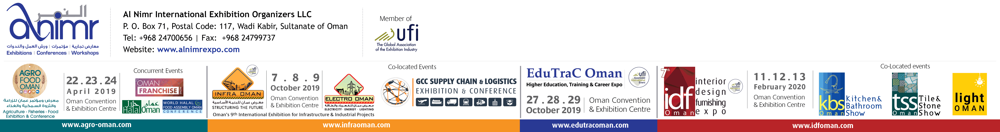 النمر
alnimr
معارض تجارية | مؤتمرات | ورش العمل والندوات
Exhibitions | Conferences | Workshops
Al Nimr International Exhibition Organizers LLC
P. O. Box 71, Postal Code: 117, Wadi Kabir, Sultanate of Oman
Tel: +968 24700656 | Fax: +968 24799737
Website: www.alnimrexpo.com
Member of
ufi
The Global Association
of the Exhibition Industry
AGRO
FOOD
OMAN
معرض ومؤتمر عمان للزراعة
والثروة السمكية والغذاء
Agriculture - Fisheries - Food
Exhibition & Conference
22 . 23 . 24
April 2019
Oman Convention
& Exhibition Centre
Concurrent Events
3rd OMAN
FRANCHISE SHOW
حلال عمان
Halal Oman
WORLD HALAL
FOOD ASSEMBLY OMAN
CONFERENCE
www.agro-oman.com
ufi
Approved
International
Event
INFRA OMAN
معرض عمان للبنية الأساسية
STRUCTURING THE FUTURE
7 . 8 . 9
October 2019
Oman Convention
& Exhibition Centre
ELECTRO OMAN
معرض عمان للكهرباء والطاقة
ELECTRICITY · ENERGY · LIGHTING
Oman's 9th International Exhibition for Infrastructure & Industrial Projects
Co-located Events
GCC SUPPLY CHAIN & LOGISTICS
EXHIBITION & CONFERENCE
www.infraoman.com
EduTraC Oman
Higher Education, Training & Career Expo
ufi
Approved
International
Event
27 . 28 . 29
October 2019
Oman Convention
& Exhibition Centre
www.edutracoman.com
7th
idf
Oman
interior
design
furnishing
expo
ufi
Approved
International
Event
11 . 12 . 13
February 2020
Oman Convention
& Exhibition Centre
Co-Located events
kbs
Oman
Kitchen &
Bathroom
Show
tss
Oman
Tile &
Stone
Show
light
OMAN
www.idfoman.com